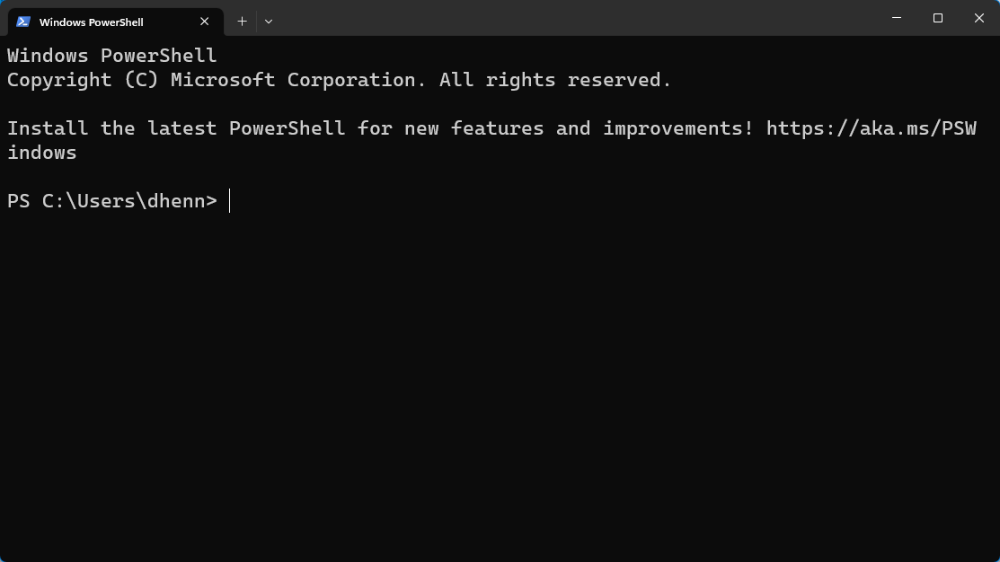 Windows PowerShell
Windows PowerShell
Copyright (C) Microsoft Corporation. All rights reserved.
Install the latest PowerShell for new features and improvements! https://aka.ms/PSW
indows
PS C:\Users\dhenn>